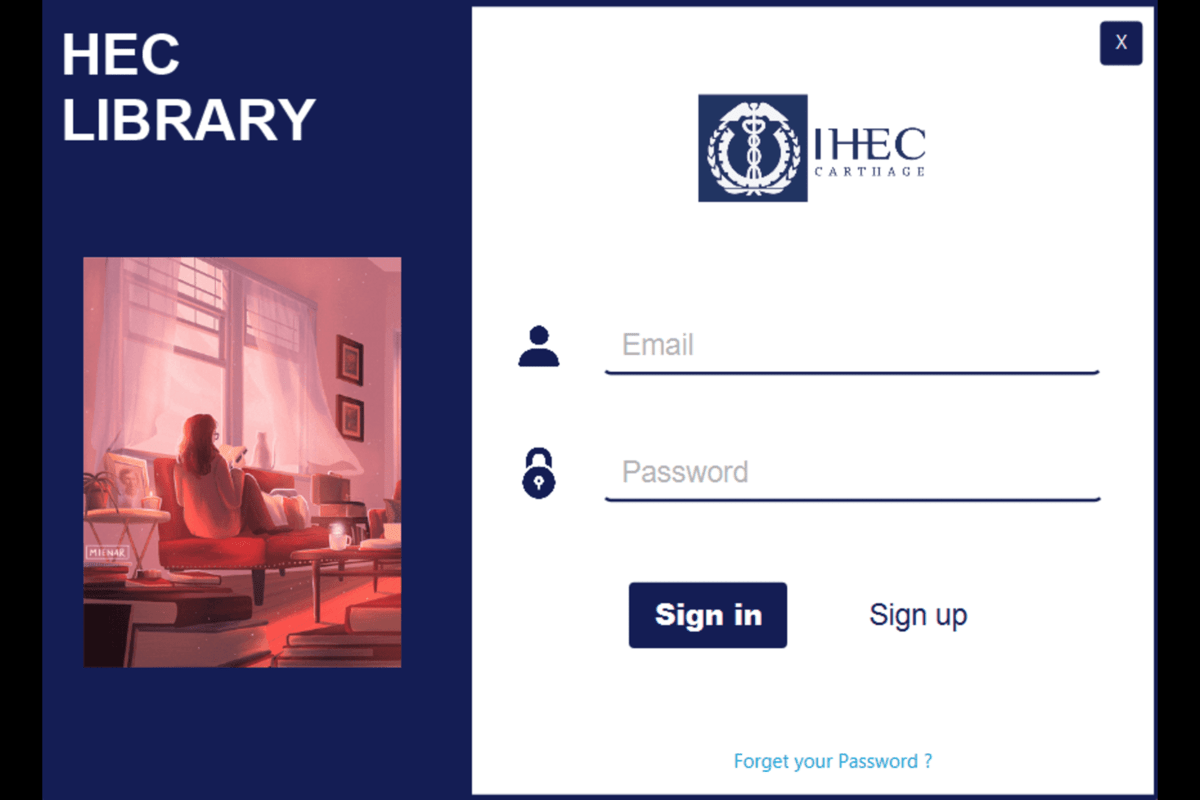 HEC
LIBRARY
X
IHEC
CARTHAGE
Email
Password
MIENAR
Sign in
Sign up
Forget your Password ?